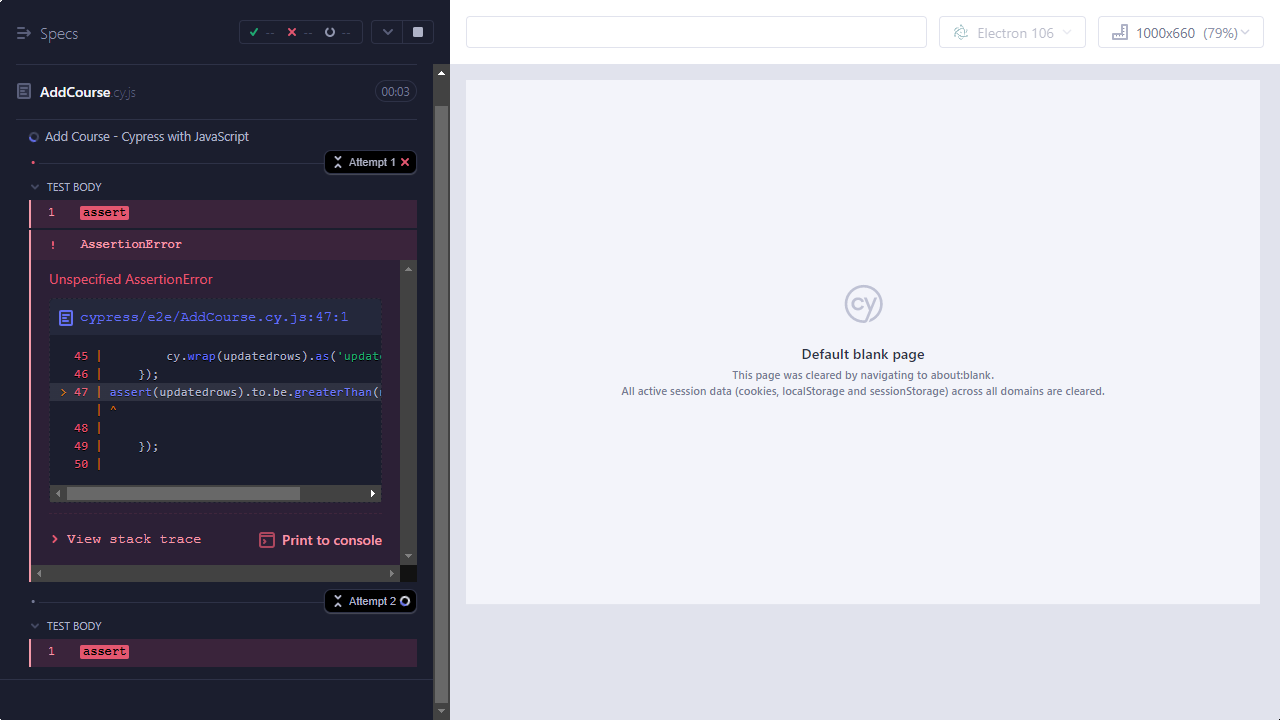 Specs
-- -- --
AddCourse.cy.js
00:03
Add Course - Cypress with JavaScript
Attempt 1
TEST BODY
1 assert
! AssertionError
Unspecified AssertionError
cypress/e2e/AddCourse.cy.js:47:1
45 | cy.wrap(updatedrows).as('update
46 | });
> 47 | assert(updatedrows).to.be.greaterThan(
| ^
48 |
49 | });
50 |
View stack trace
Print to console
Attempt 2
TEST BODY
1 assert
Electron 106
1000x660 (79%)
cy
Default blank page
This page was cleared by navigating to about:blank.
All active session data (cookies, localStorage and sessionStorage) across all domains are cleared.